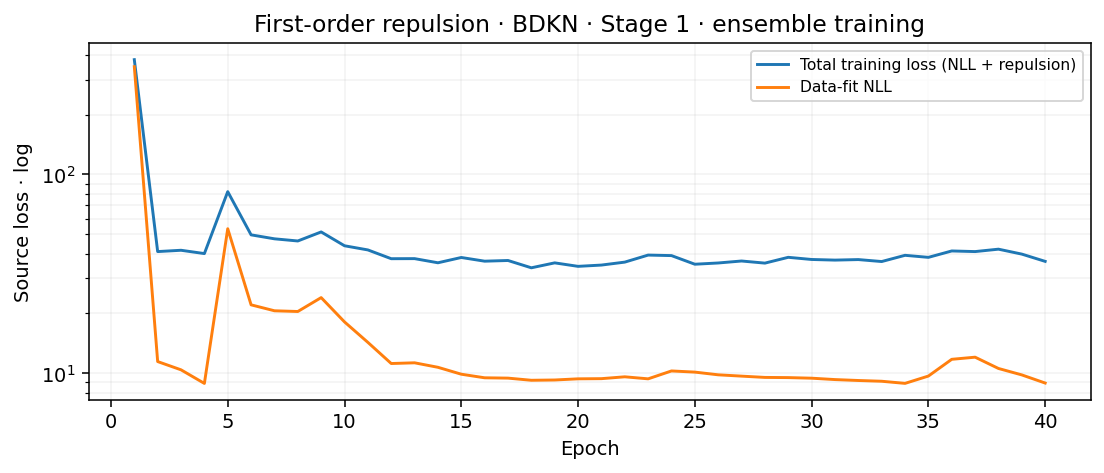 First-order repulsion · BDKN · Stage 1 · ensemble training
Total training loss (NLL + repulsion)
Data-fit NLL
Source loss · log
10²
10¹
0 5 10 15 20 25 30 35 40
Epoch